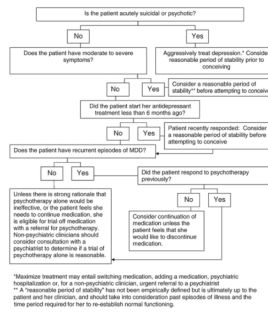 Is the patient acutely suicidal or psychotic?
No
Yes
Does the patient have moderate to severe
symptoms?
Aggressively treat depression.* Conside
reasonable period of stability prior to
conceiving
No
Yes
Consider a reasonable period of
stability** before attempting to conceive
Did the patient start her antidepressant
treatment less than 6 months ago?
No
Yes
Patient recently responded: Consider
a reasonable period of stability before
attempting to conceive
Does the patient have recurrent episodes of MDD?
No
Yes
Did the patient respond to psychotherapy
previously?
No
Yes
Unless there is strong rationale that
psychotherapy alone would be
ineffective, or the patient feels she
needs to continue medication, she
is eligible for trial off medication
with a referral for psychotherapy.
Non-psychiatric clinicians should
consider consultation with a
psychiatrist to determine if a trial
of psychotherapy alone is reasonable.
Consider continuation of
medication unless the
patient feels that she
would like to discontinue
medication.
*Maximize treatment may entail switching medication, adding a medication, psychiatric
hospitalization or, for a non-psychiatric clinician, urgent referral to a psychiatrist
** A "reasonable period of stability" has not been empirically defined but is ultimately up to the
patient and her clinician, and should take into consideration past episodes of illness and the
time period required for her to re-establish normal functioning.